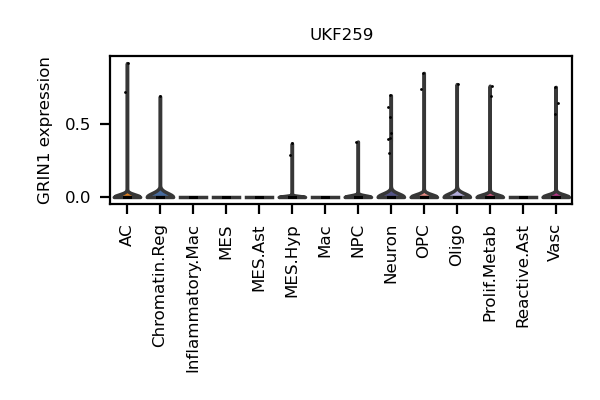 UKF259
GRIN1 expression
0.5
0.0
AC
Chromatin.Reg
Inflammatory.Mac
MES
MES.Ast
MES.Hyp
Mac
NPC
Neuron
OPC
Oligo
Prolif.Metab
Reactive.Ast
Vasc